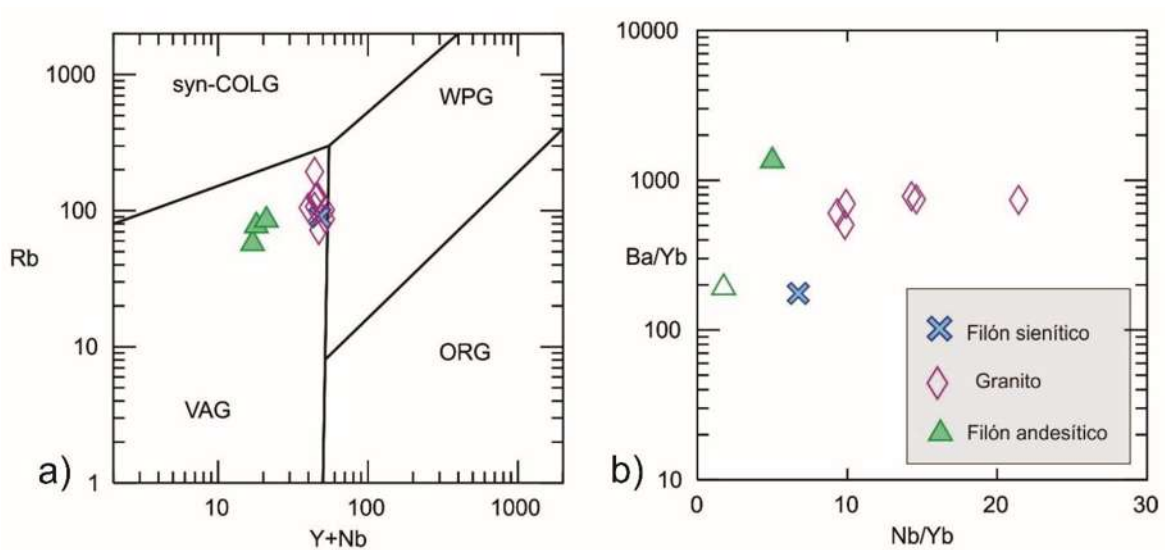 1000
100
10
1
Rb
syn-COLG
WPG
VAG
ORG
10
100
1000
Y+Nb
a)
10000
1000
100
10
Ba/Yb
Filón sienítico
Granito
Filón andesítico
0
10
20
30
Nb/Yb
b)